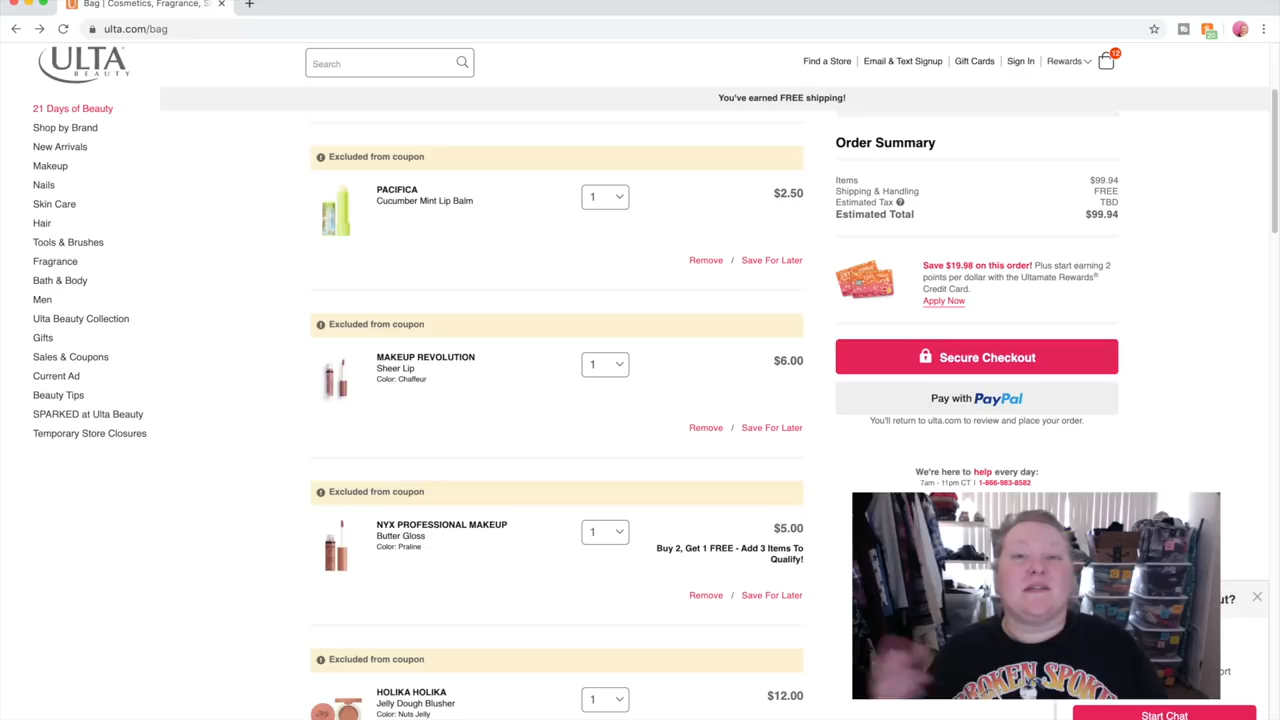 Bag | Cosmetics, Fragrance, S
ulta.com/bag
20
ULTA
BEAUTY
Search
Find a Store
Email & Text Signup
Gift Cards
Sign In
Rewards
12
You've earned FREE shipping!
21 Days of Beauty
Shop by Brand
New Arrivals
Makeup
Nails
Skin Care
Hair
Tools & Brushes
Fragrance
Bath & Body
Men
Ulta Beauty Collection
Gifts
Sales & Coupons
Current Ad
Beauty Tips
SPARKED at Ulta Beauty
Temporary Store Closures
Excluded from coupon
PACIFICA
Cucumber Mint Lip Balm
1
$2.50
Remove / Save For Later
Excluded from coupon
MAKEUP REVOLUTION
Sheer Lip
Color: Chaffeur
1
$6.00
Remove / Save For Later
Excluded from coupon
NYX PROFESSIONAL MAKEUP
Butter Gloss
Color: Praline
1
$5.00
Buy 2, Get 1 FREE - Add 3 Items To
Qualify!
Remove / Save For Later
Excluded from coupon
HOLIKA HOLIKA
Jelly Dough Blusher
Color: Nuts Jelly
1
$12.00
Order Summary
Items $99.94
Shipping & Handling FREE
Estimated Tax TBD
Estimated Total $99.94
Save $19.98 on this order! Plus start earning 2
points per dollar with the Ultamate Rewards®
Credit Card.
Apply Now
Secure Checkout
Pay with PayPal
You'll return to ulta.com to review and place your order.
We're here to help every day:
7am - 11pm CT | 1-866-983-8582
BROKEN SPOKE
ut?
ort
Start Chat